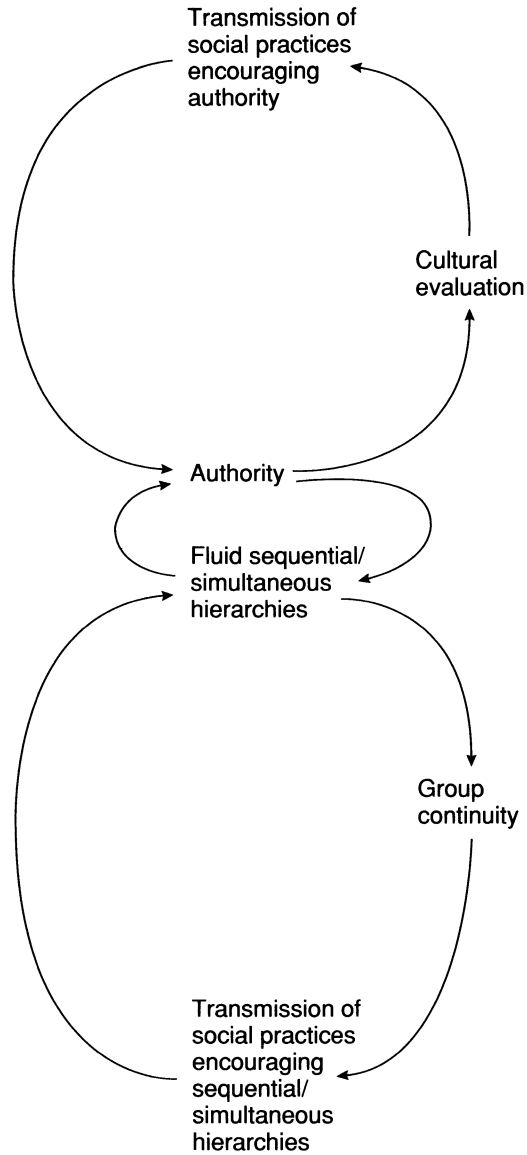 Transmission of
social practices
encouraging
authority
Cultural
evaluation
Authority
Fluid sequential/
simultaneous
hierarchies
Group
continuity
Transmission of
social practices
encouraging
sequential/
simultaneous
hierarchies